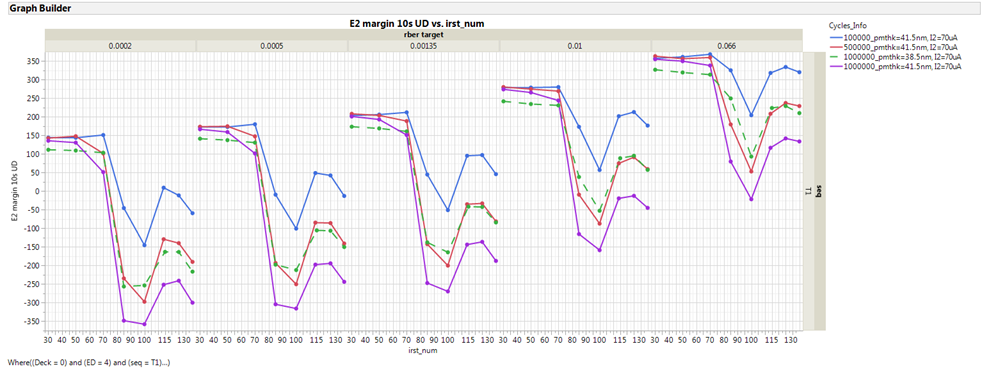 Graph Builder
E2 margin 10s UD vs. irst_num
rber target
0.0002 0.0005 0.00135 0.01 0.066
Cycles_Info
100000_pmthk=41.5nm, I2=70uA
500000_pmthk=41.5nm, I2=70uA
1000000_pmthk=38.5nm, I2=70uA
1000000_pmthk=41.5nm, I2=70uA
E2 margin 10s UD
350
300
250
200
150
100
50
0
-50
-100
-150
-200
-250
-300
-350
T1
seq
30 40 50 60 70 80 90 100 115 130 30 40 50 60 70 80 90 100 115 130 30 40 50 60 70 80 90 100 115 130 30 40 50 60 70 80 90 100 115 130 30 40 50 60 70 80 90 100 115 130
irst_num
Where((Deck = 0) and (ED = 4) and (seq = T1)...)